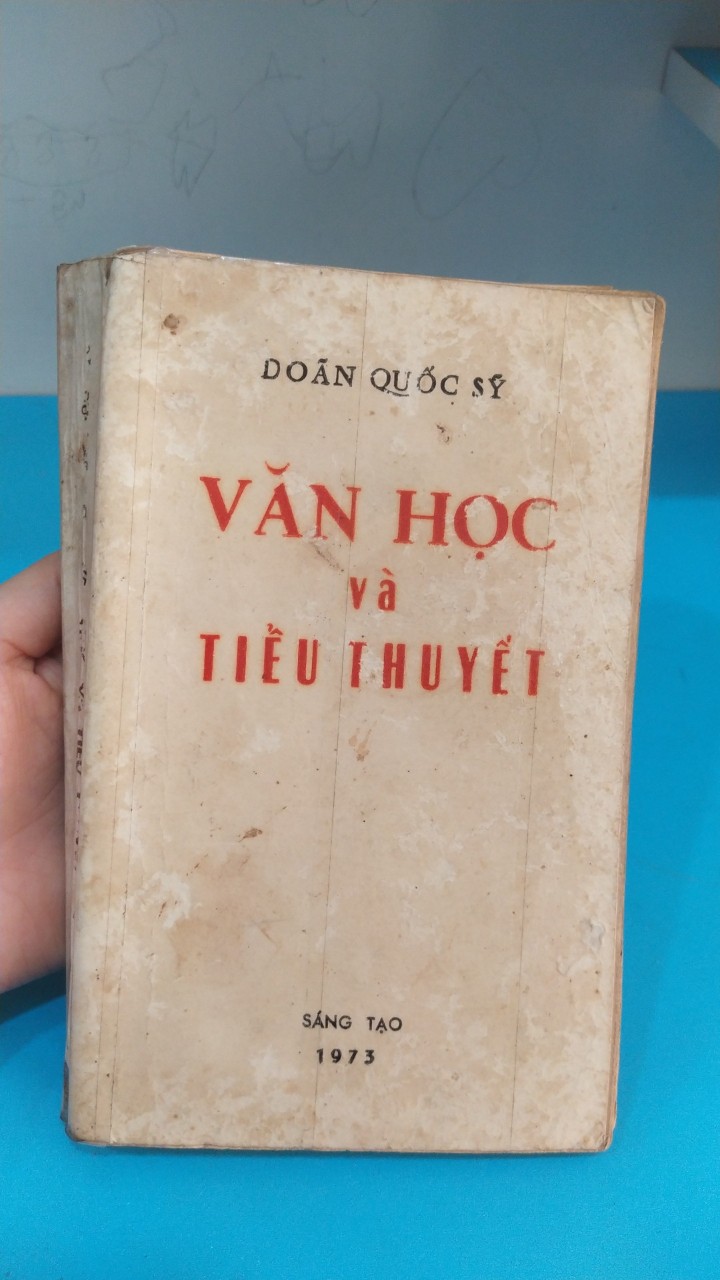 DOÃN QUỐC SỸ
VĂN HỌC
và
TIỂU THUYẾT
SÁNG TẠO
1973